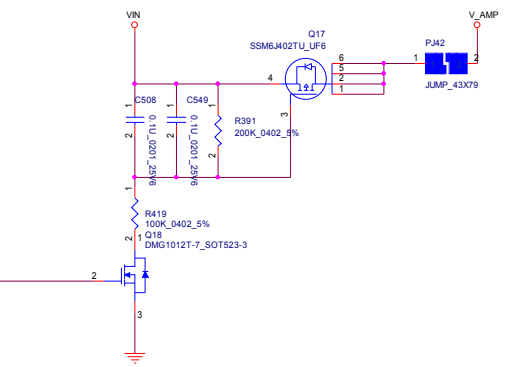 VIN
V_AMP
Q17
SSM6J402TU_UF6
PJ42
6
5
2
1
4
3
1
2
JUMP_43X79
C508
C549
1
2
1
2
0.1U_0201_25V6
0.1U_0201_25V6
1
2
R391
200K_0402_5%
1
R419
100K_0402_5%
2
1
Q18
DMG1012T-7_SOT523-3
2
3